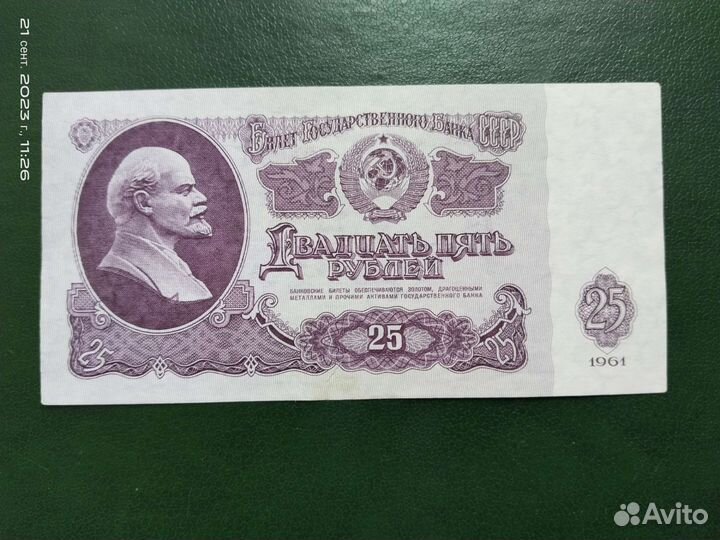 21 сент. 2023 г., 11:26
Билет Государственного Банка СССР
Двадцать пять
рублей
БАНКОВСКИЕ БИЛЕТЫ ОБЕСПЕЧИВАЮТСЯ ЗОЛОТОМ, ДРАГОЦЕННЫМИ
МЕТАЛЛАМИ И ПРОЧИМИ АКТИВАМИ ГОСУДАРСТВЕННОГО БАНКА
25
25
25
25
1961
Avito